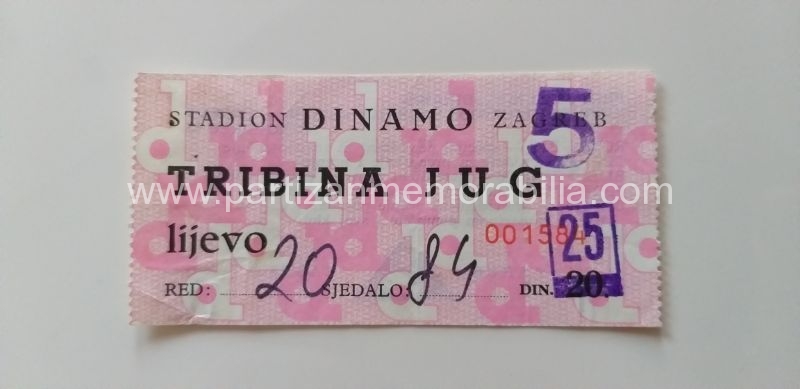 5
STADION DINAMO ZAGREB
TRIBINA JUG
www.partizanmemorabilia.com
lijevo 001584 25
RED: 20 SJEDALO: 84 DIN. 20.